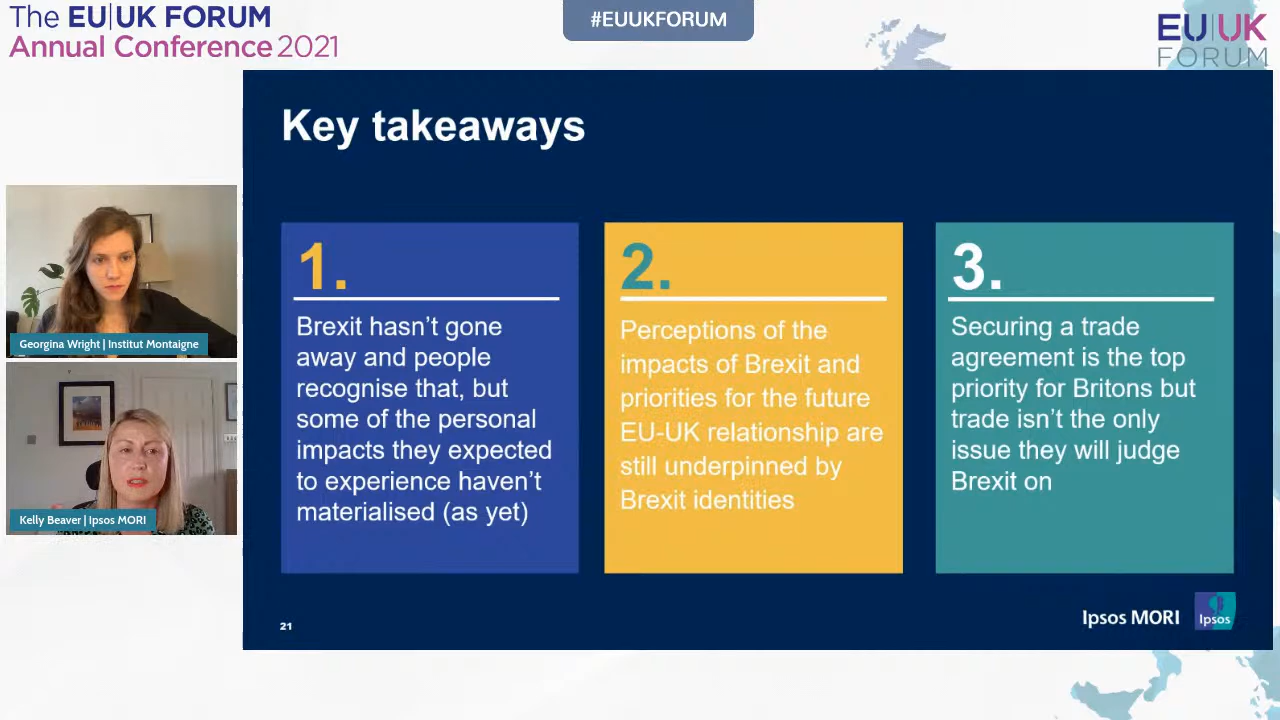 The EU|UK FORUM
Annual Conference 2021
#EUUKFORUM
EU|UK
FORUM
Key takeaways
1.
Brexit hasn't gone
away and people
recognise that, but
some of the personal
impacts they expected
to experience haven't
materialised (as yet)
2.
Perceptions of the
impacts of Brexit and
priorities for the future
EU-UK relationship are
still underpinned by
Brexit identities
3.
Securing a trade
agreement is the top
priority for Britons but
trade isn't the only
issue they will judge
Brexit on
Georgina Wright | Institut Montaigne
Kelly Beaver | Ipsos MORI
21
Ipsos MORI
Ipsos